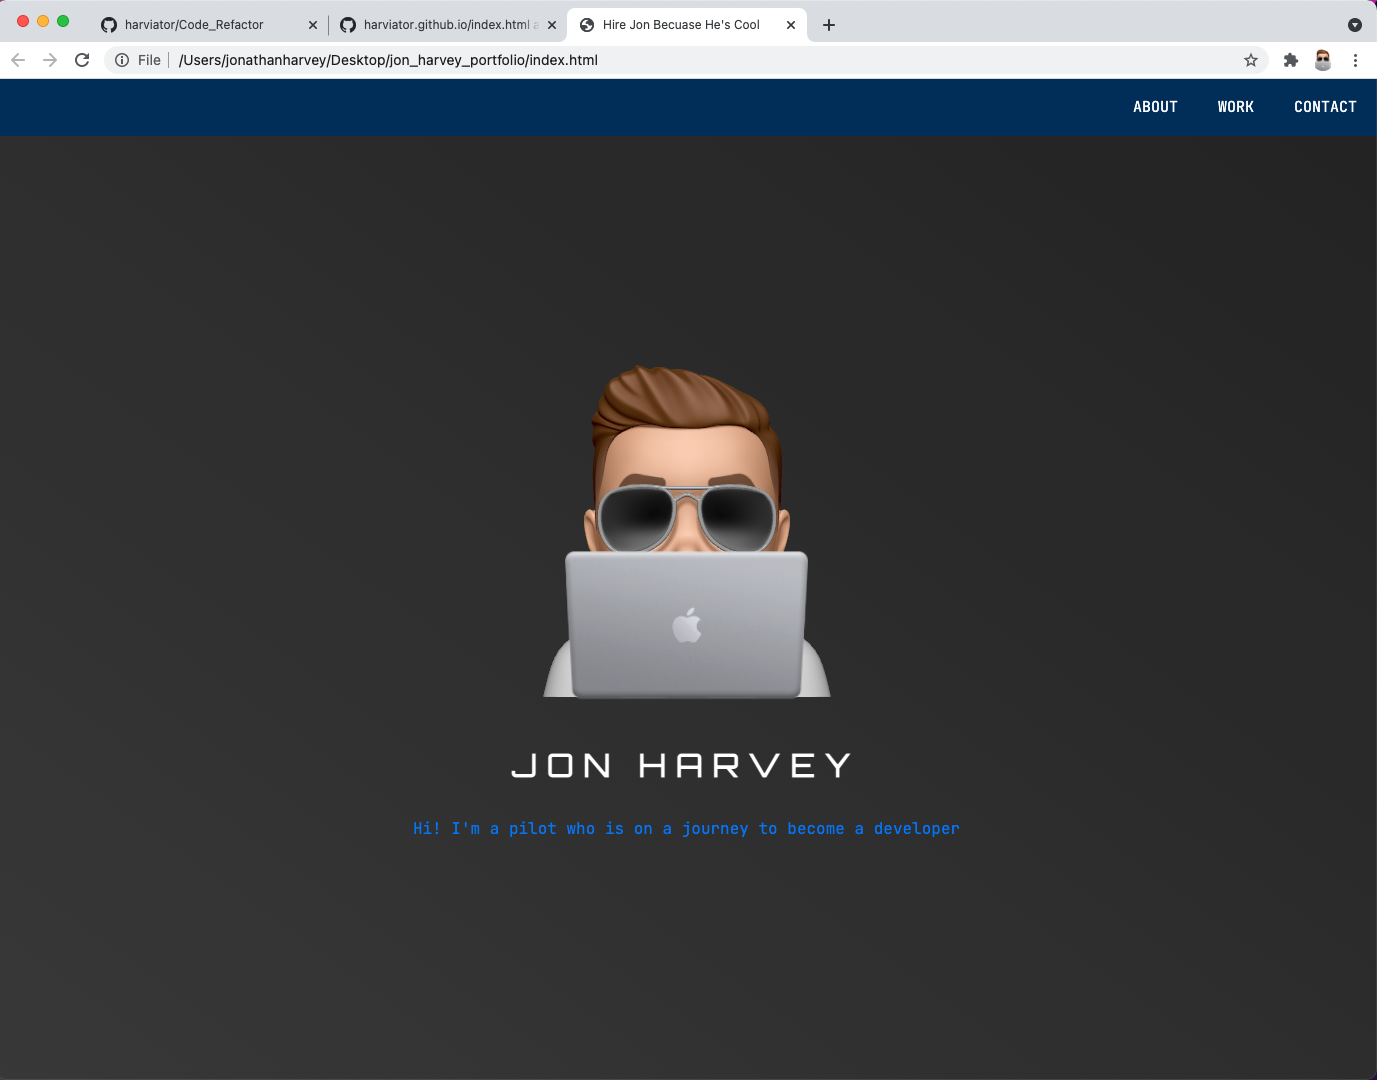 harviator/Code_Refactor
harviator.github.io/index.html a
Hire Jon Becuase He's Cool
File
/Users/jonathanharvey/Desktop/jon_harvey_portfolio/index.html
ABOUT WORK CONTACT
JON HARVEY
Hi! I'm a pilot who is on a journey to become a developer